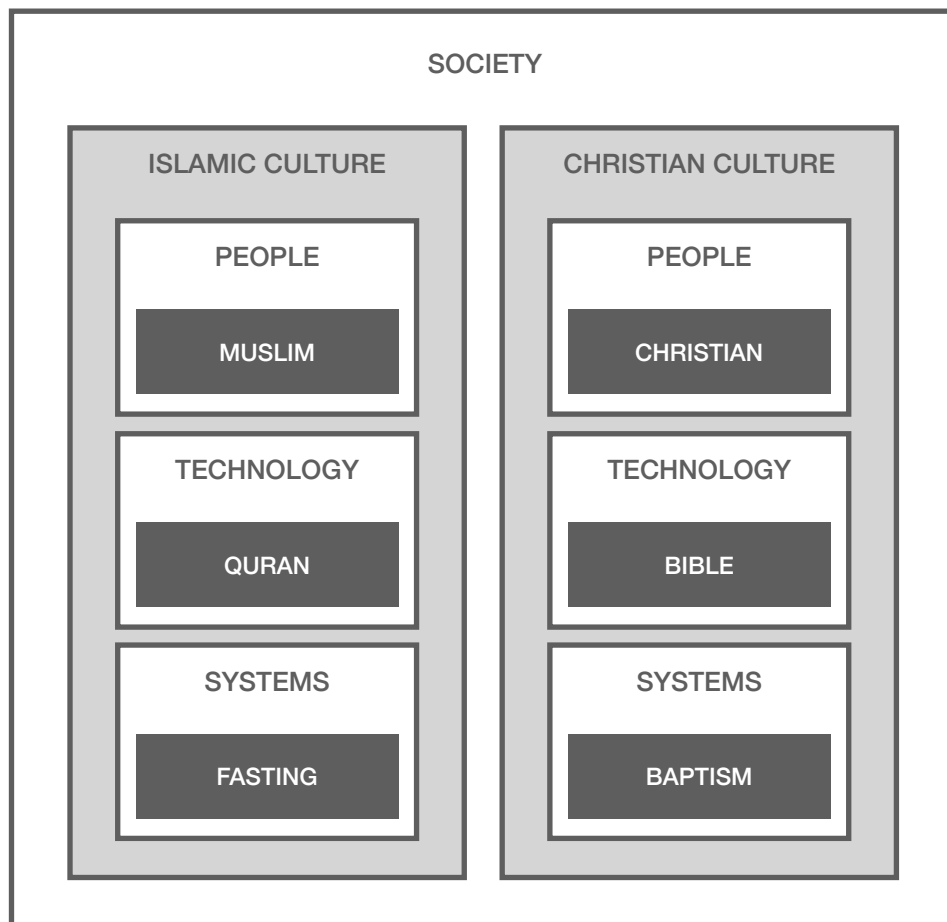 SOCIETY
ISLAMIC CULTURE
PEOPLE
MUSLIM
TECHNOLOGY
QURAN
SYSTEMS
FASTING
CHRISTIAN CULTURE
PEOPLE
CHRISTIAN
TECHNOLOGY
BIBLE
SYSTEMS
BAPTISM